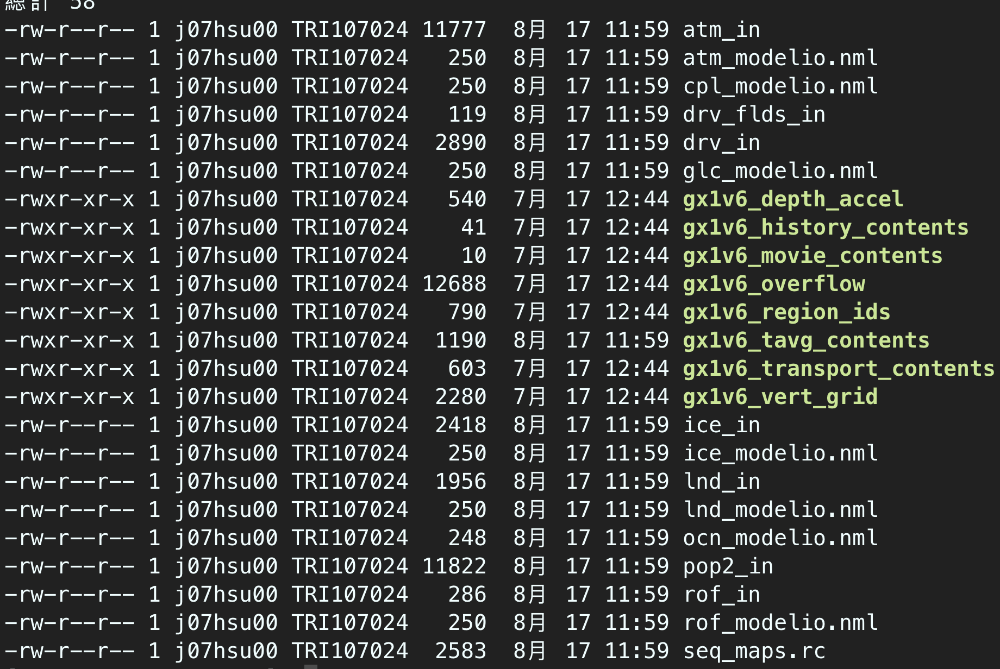 總計 58
-rw-r--r-- 1 j07hsu00 TRI107024 11777  8月 17 11:59 atm_in
-rw-r--r-- 1 j07hsu00 TRI107024   250  8月 17 11:59 atm_modelio.nml
-rw-r--r-- 1 j07hsu00 TRI107024   250  8月 17 11:59 cpl_modelio.nml
-rw-r--r-- 1 j07hsu00 TRI107024   119  8月 17 11:59 drv_flds_in
-rw-r--r-- 1 j07hsu00 TRI107024  2890  8月 17 11:59 drv_in
-rw-r--r-- 1 j07hsu00 TRI107024   250  8月 17 11:59 glc_modelio.nml
-rwxr-xr-x 1 j07hsu00 TRI107024   540  7月 17 12:44 gx1v6_depth_accel
-rwxr-xr-x 1 j07hsu00 TRI107024    41  7月 17 12:44 gx1v6_history_contents
-rwxr-xr-x 1 j07hsu00 TRI107024    10  7月 17 12:44 gx1v6_movie_contents
-rwxr-xr-x 1 j07hsu00 TRI107024 12688  7月 17 12:44 gx1v6_overflow
-rwxr-xr-x 1 j07hsu00 TRI107024   790  7月 17 12:44 gx1v6_region_ids
-rwxr-xr-x 1 j07hsu00 TRI107024  1190  8月 17 11:59 gx1v6_tavg_contents
-rwxr-xr-x 1 j07hsu00 TRI107024   603  7月 17 12:44 gx1v6_transport_contents
-rwxr-xr-x 1 j07hsu00 TRI107024  2280  7月 17 12:44 gx1v6_vert_grid
-rw-r--r-- 1 j07hsu00 TRI107024  2418  8月 17 11:59 ice_in
-rw-r--r-- 1 j07hsu00 TRI107024   250  8月 17 11:59 ice_modelio.nml
-rw-r--r-- 1 j07hsu00 TRI107024  1956  8月 17 11:59 lnd_in
-rw-r--r-- 1 j07hsu00 TRI107024   250  8月 17 11:59 lnd_modelio.nml
-rw-r--r-- 1 j07hsu00 TRI107024   248  8月 17 11:59 ocn_modelio.nml
-rw-r--r-- 1 j07hsu00 TRI107024 11822  8月 17 11:59 pop2_in
-rw-r--r-- 1 j07hsu00 TRI107024   286  8月 17 11:59 rof_in
-rw-r--r-- 1 j07hsu00 TRI107024   250  8月 17 11:59 rof_modelio.nml
-rw-r--r-- 1 j07hsu00 TRI107024  2583  8月 17 11:59 seq_maps.rc